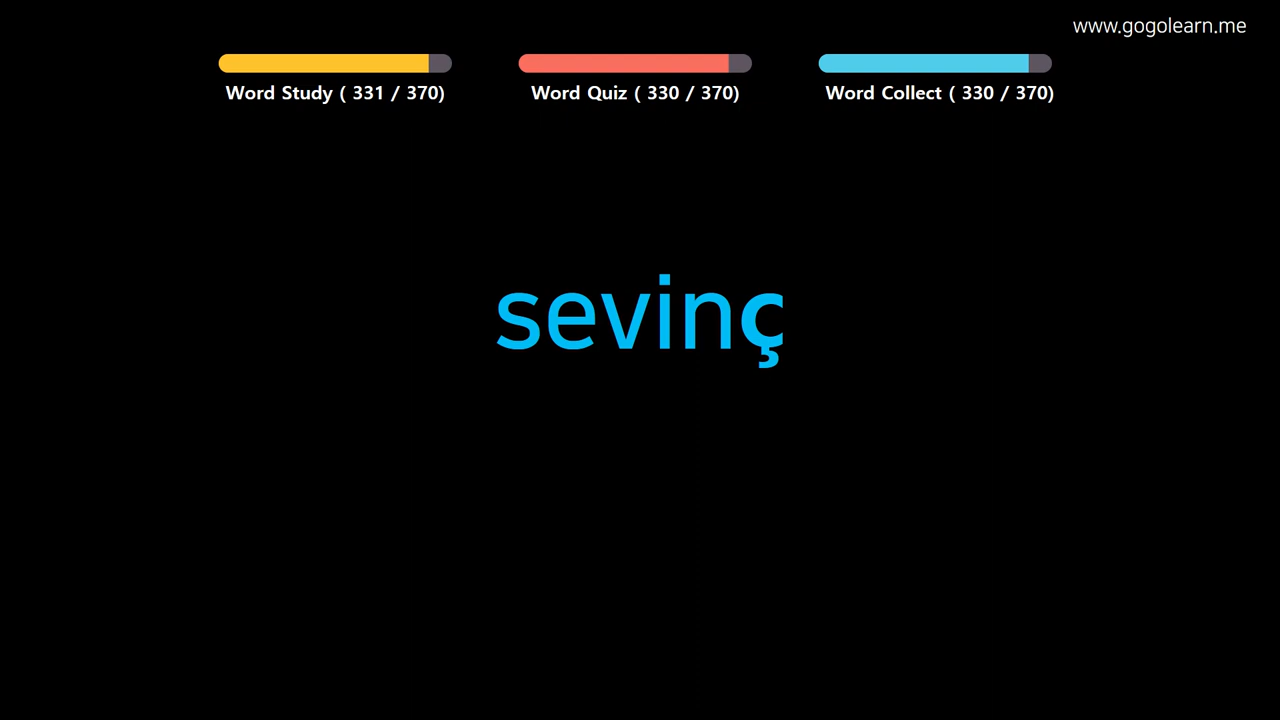 www.gogolearn.me
Word Study ( 331 / 370)
Word Quiz ( 330 / 370)
Word Collect ( 330 / 370)
sevinç